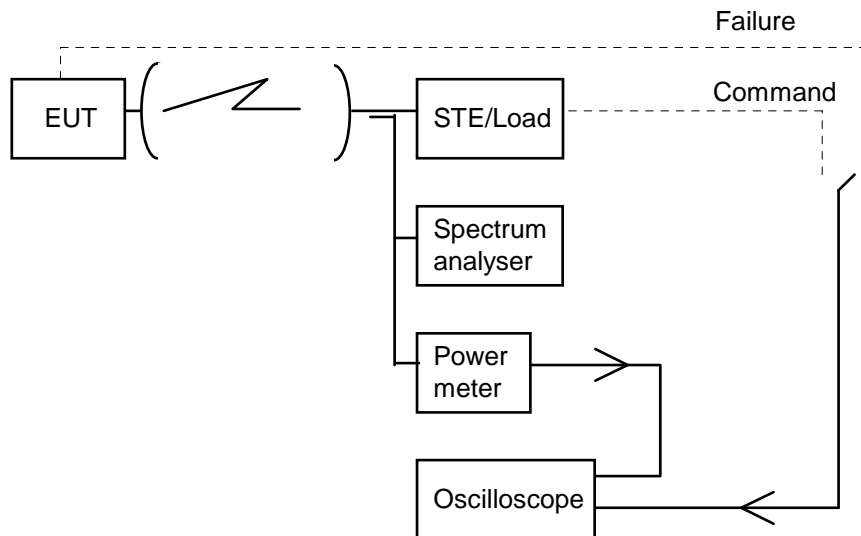 Failure
EUT
STE/Load
Command
Spectrum
analyser
Power
meter
Oscilloscope